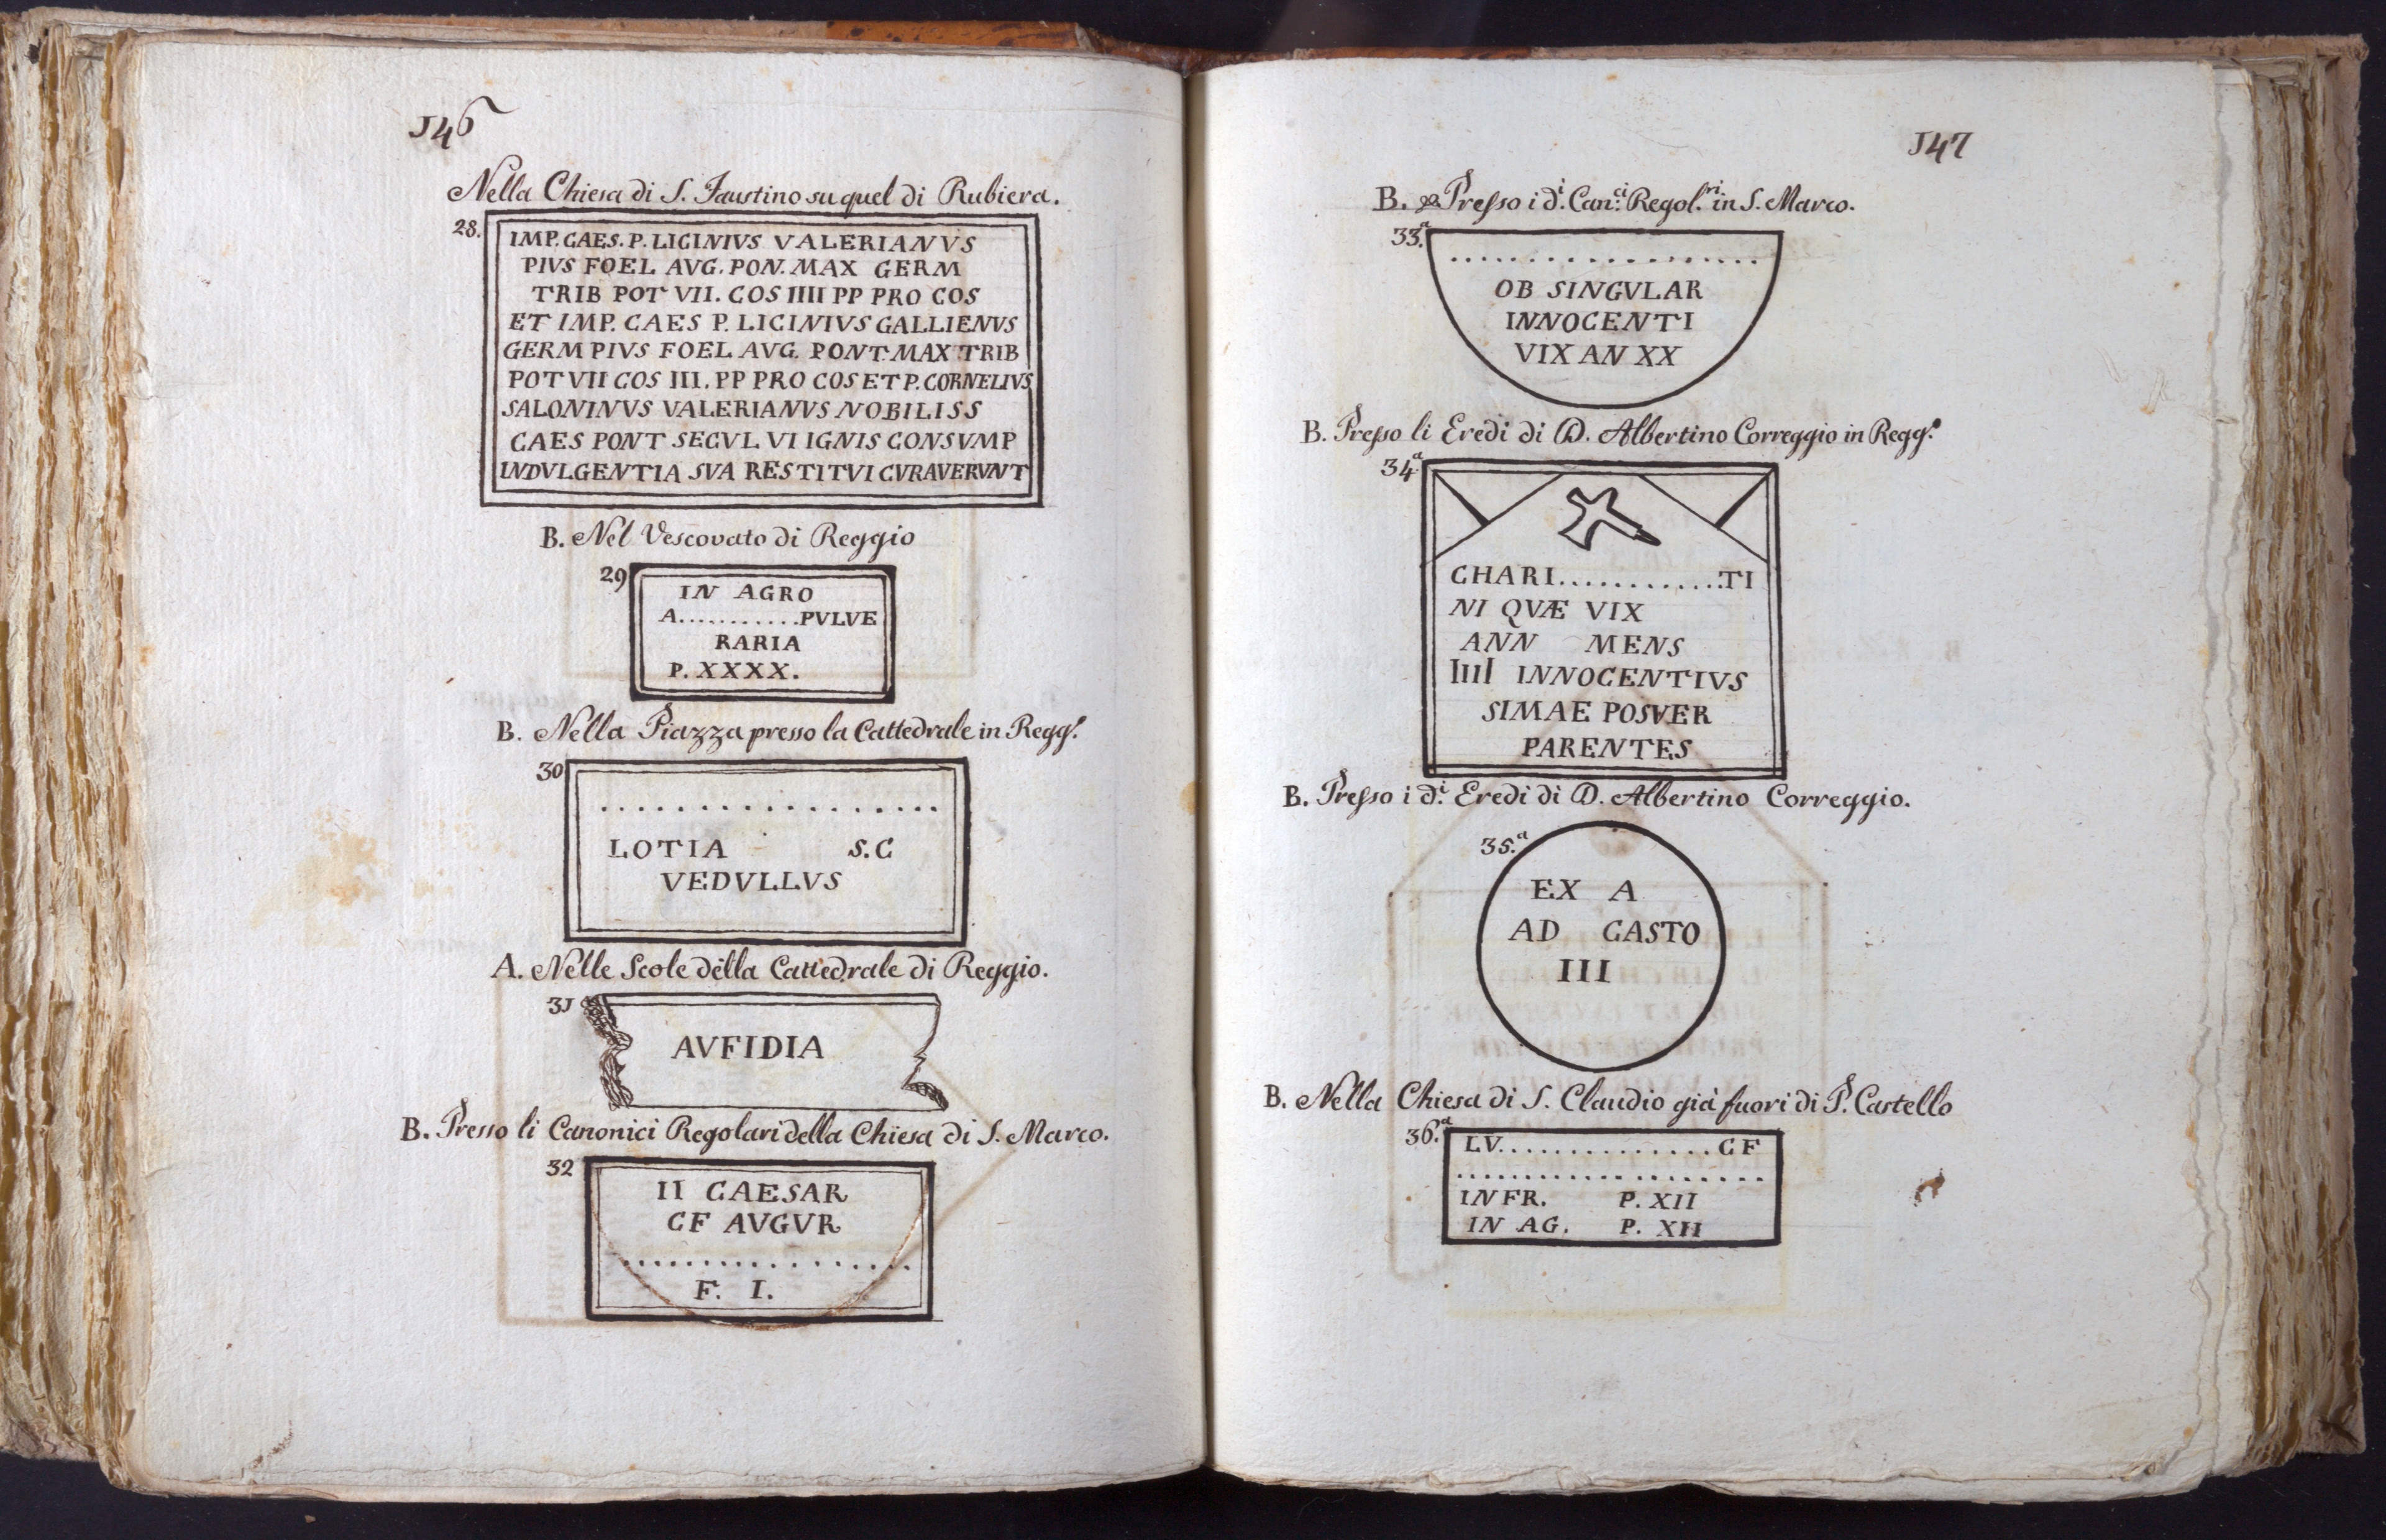 146
Nella Chiesa di S. Faustino su quel di Rubiera.
28.
IMP. CAES. P. LICINIVS VALERIANVS
PIVS FOEL AVG. PON. MAX GERM
TRIB POT VII. COS IIII PP PRO COS
ET IMP. CAES P. LICINIVS GALLIENVS
GERM PIVS FOEL AVG. PONT. MAX TRIB
POT VII COS III. PP PRO COS ET P. CORNELIVS
SALONINVS VALERIANVS NOBILISS
CAES PONT SECVL VI IGNIS CONSVMP
INDVLGENTIA SVA RESTITVI CVRAVERVNT
B. Nel Vescovato di Reggio
29
IN AGRO
A...........PVLVE
RARIA
P. XXXX.
B. Nella Piazza presso la Cattedrale in Regg.º
30
..................
LOTIA S.C
VEDVLLVS
A. Nelle Scole della Cattedrale di Reggio.
31
AVFIDIA
B. Presso li Canonici Regolari della Chiesa di S. Marco.
32
II CAESAR
CF AVGVR
................
F. I.
147
B. Presso i d.i Can.ci Regol.ri in S. Marco.
33.a
..................
OB SINGVLAR
INNOCENTI
VIX AN XX
B. Presso li Eredi di D. Albertino Correggio in Regg.º
34.a
CHARI............TI
NI QVÆ VIX
ANN MENS
IIII INNOCENTIVS
SIMAE POSVER
PARENTES
B. Presso i d.i Eredi di D. Albertino Correggio.
35.a
EX A
AD CASTO
III
B. Nella Chiesa di S. Claudio già fuori di P. Castello
36.a
LV...............CF
......................
IN FR. P. XII
IN AG. P. XII